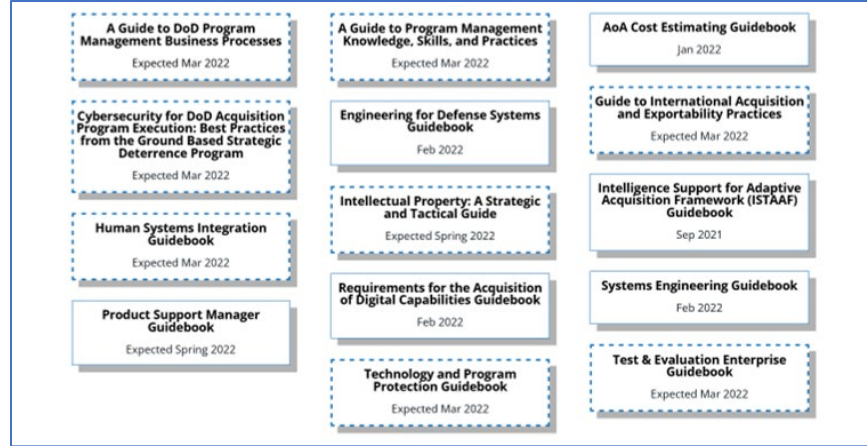 A Guide to DoD Program
Management Business Processes
Expected Mar 2022
Cybersecurity for DoD Acquisition
Program Execution: Best Practices
from the Ground Based Strategic
Deterrence Program
Expected Mar 2022
Human Systems Integration
Guidebook
Expected Mar 2022
Product Support Manager
Guidebook
Expected Spring 2022
A Guide to Program Management
Knowledge, Skills, and Practices
Expected Mar 2022
Engineering for Defense Systems
Guidebook
Feb 2022
Intellectual Property: A Strategic
and Tactical Guide
Expected Spring 2022
Requirements for the Acquisition
of Digital Capabilities Guidebook
Feb 2022
Technology and Program
Protection Guidebook
Expected Mar 2022
AoA Cost Estimating Guidebook
Jan 2022
Guide to International Acquisition
and Exportability Practices
Expected Mar 2022
Intelligence Support for Adaptive
Acquisition Framework (ISTAAF)
Guidebook
Sep 2021
Systems Engineering Guidebook
Feb 2022
Test & Evaluation Enterprise
Guidebook
Expected Mar 2022